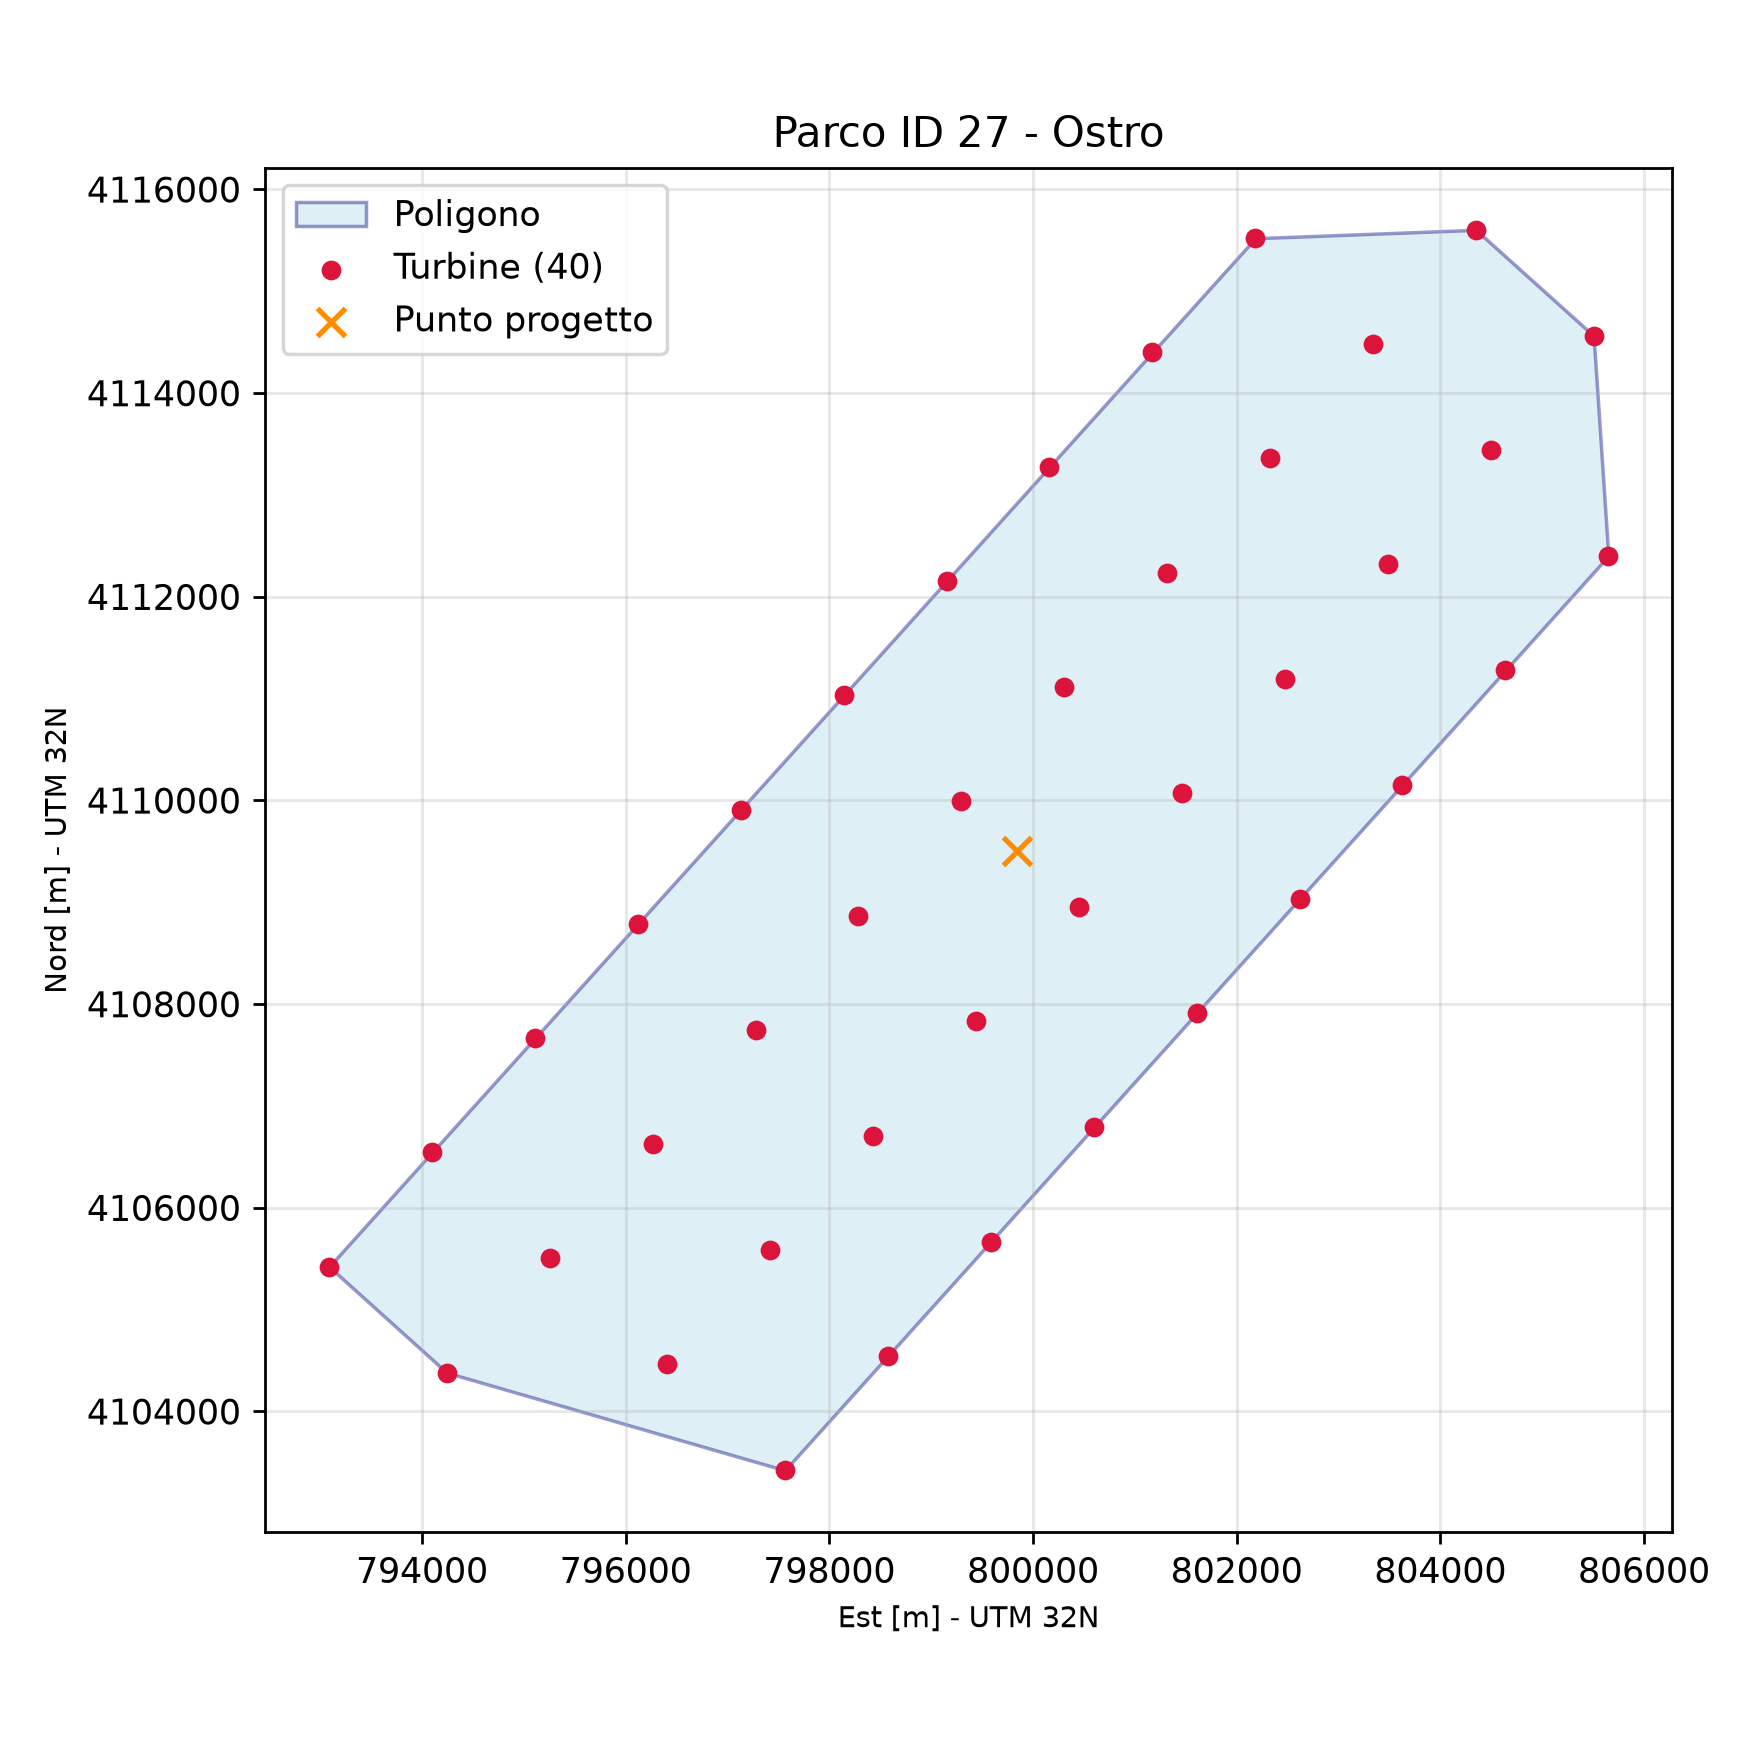 Parco ID 27 - Ostro
Poligono
Turbine (40)
Punto progetto
4116000
4114000
4112000
4110000
4108000
4106000
4104000
Nord [m] - UTM 32N
794000 796000 798000 800000 802000 804000 806000
Est [m] - UTM 32N